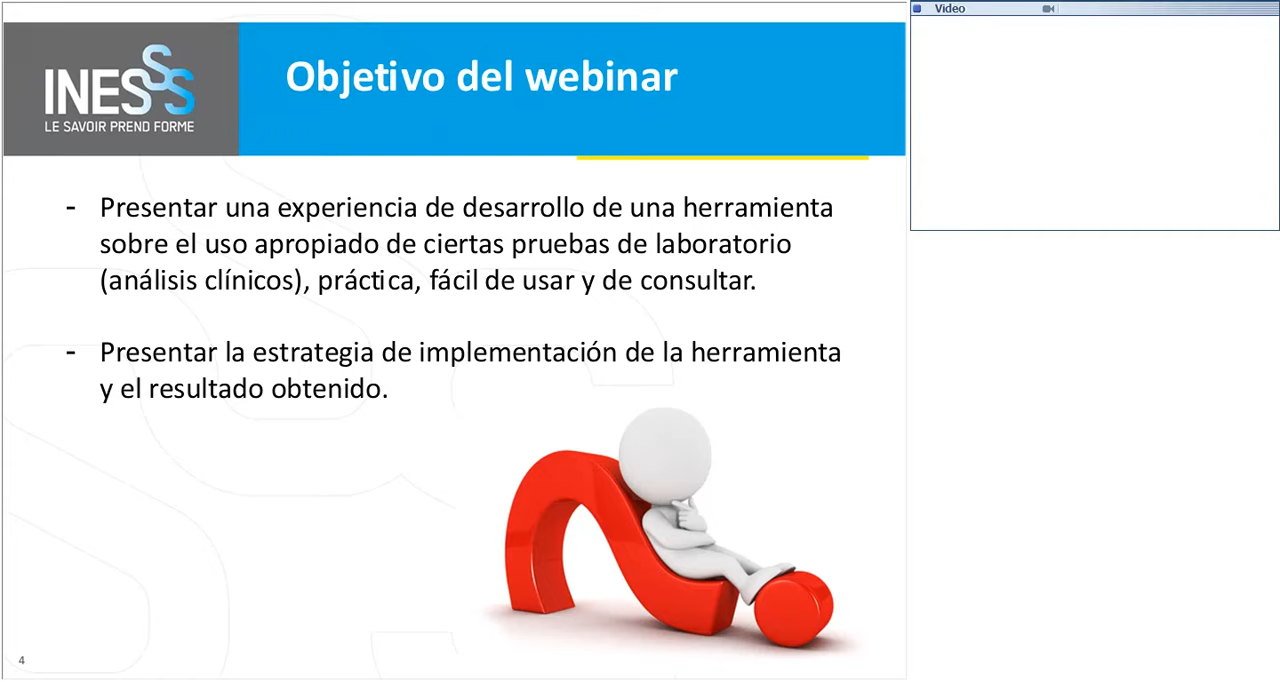 INESSS
LE SAVOIR PREND FORME
Objetivo del webinar
- Presentar una experiencia de desarrollo de una herramienta
sobre el uso apropiado de ciertas pruebas de laboratorio
(análisis clínicos), práctica, fácil de usar y de consultar.
- Presentar la estrategia de implementación de la herramienta
y el resultado obtenido.
4
Video